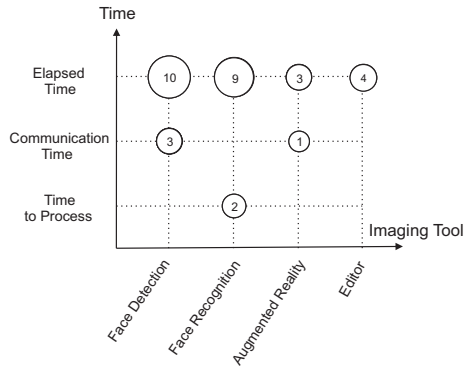 Time
Elapsed
Time
10
9
3
4
Communication
Time
3
1
Time
to Process
2
Imaging Tool
Face Detection
Face Recognition
Augmented Reality
Editor